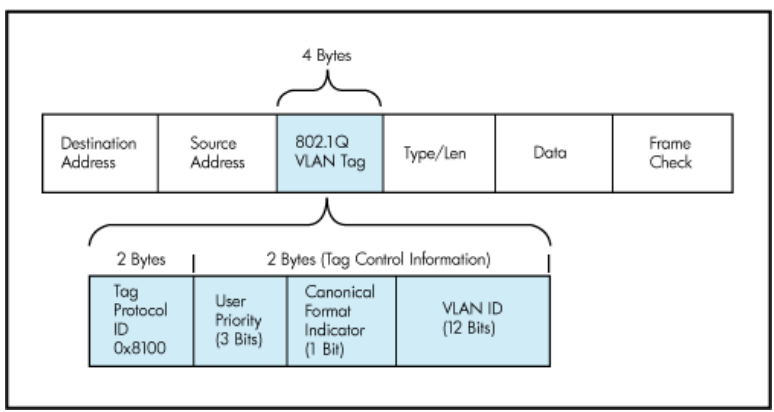 4 Bytes
Destination
Address
Source
Address
802.1Q
VLAN Tag
Type/Len
Data
Frame
Check
2 Bytes
2 Bytes (Tag Control Information)
Tag
Protocol
ID
0x8100
User
Priority
(3 Bits)
Canonical
Format
Indicator
(1 Bit)
VLAN ID
(12 Bits)